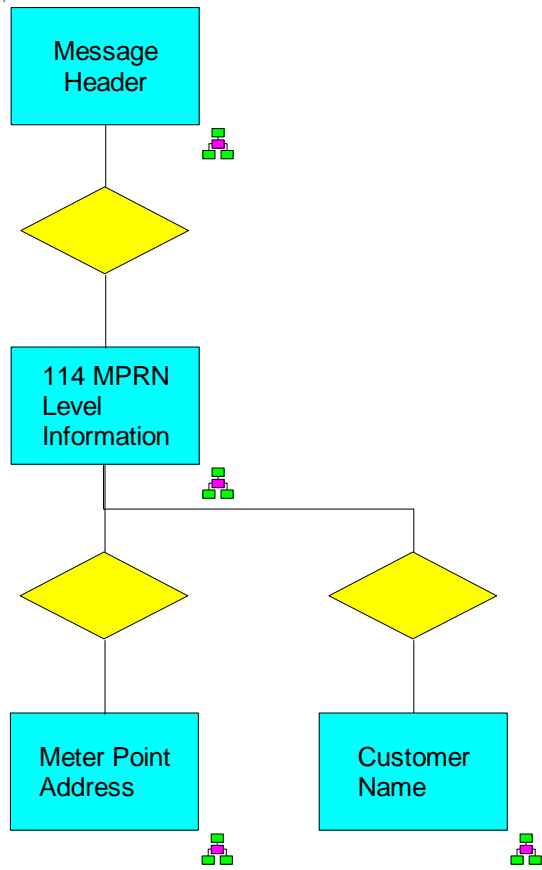 Message
Header
114 MPRN
Level
Information
Meter Point
Address
Customer
Name